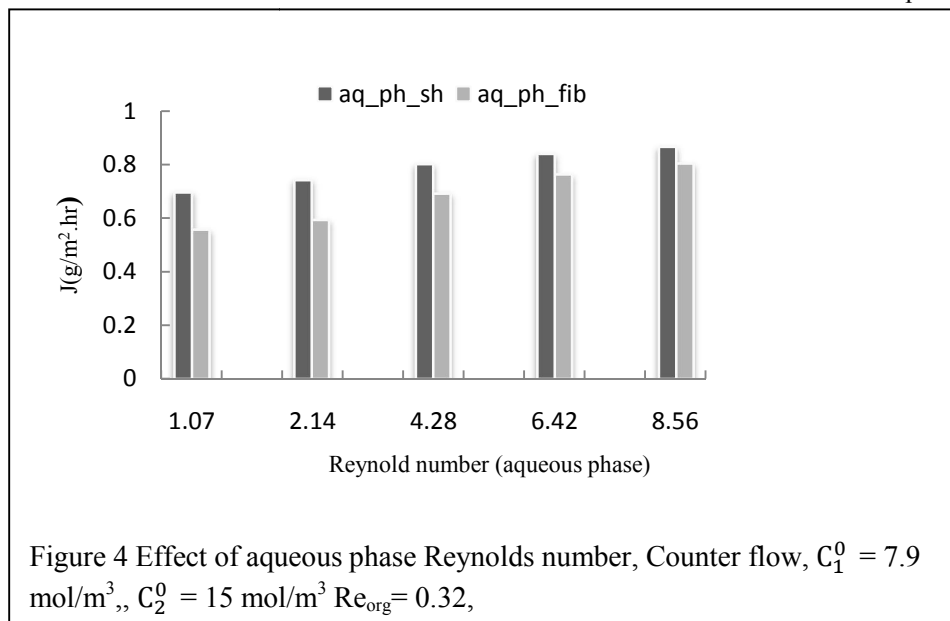 aq_ph_sh aq_ph_fib
1
0.8
0.6
0.4
0.2
0
J(g/m².hr)
1.07 2.14 4.28 6.42 8.56
Reynold number (aqueous phase)
Figure 4 Effect of aqueous phase Reynolds number, Counter flow, C₁⁰ = 7.9
mol/m³,, C₂⁰ = 15 mol/m³ Reₒᵣg= 0.32,